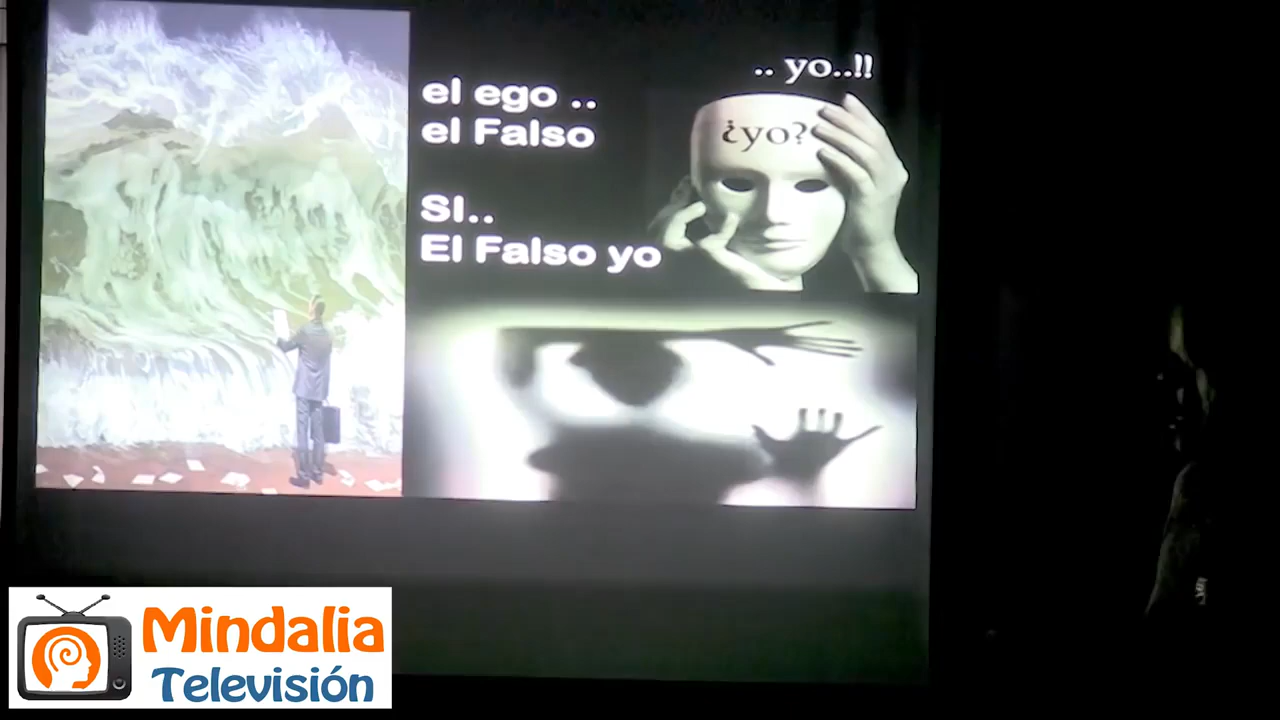 el ego ..
el Falso
SI..
El Falso yo
.. yo..!!
¿yo?
Mindalia
Televisión